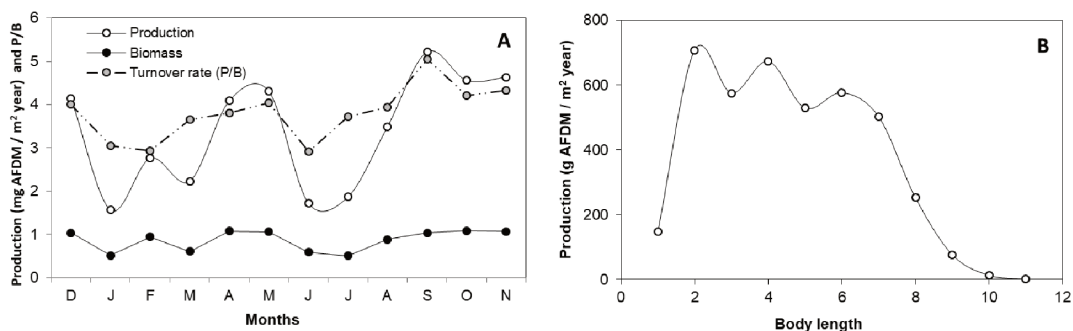 Production (mg AFDM / m² year) and P/B
6
5
4
3
2
1
0
Production
Biomass
Turnover rate (P/B)
A
D J F M A M J J A S O N
Months
Production (g AFDM / m² year)
800
600
400
200
0
B
0 2 4 6 8 10 12
Body length